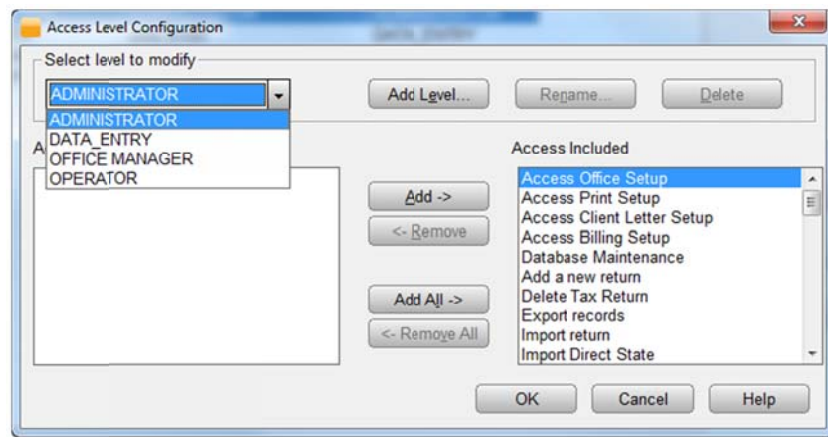 Access Level Configuration
Select level to modify
ADMINISTRATOR
Add Level...
Rename...
Delete
ADMINISTRATOR
DATA_ENTRY
OFFICE MANAGER
OPERATOR
A
Access Included
Add ->
<- Remove
Add All ->
<- Remove All
Access Office Setup
Access Print Setup
Access Client Letter Setup
Access Billing Setup
Database Maintenance
Add a new return
Delete Tax Return
Export records
Import return
Import Direct State
OK
Cancel
Help